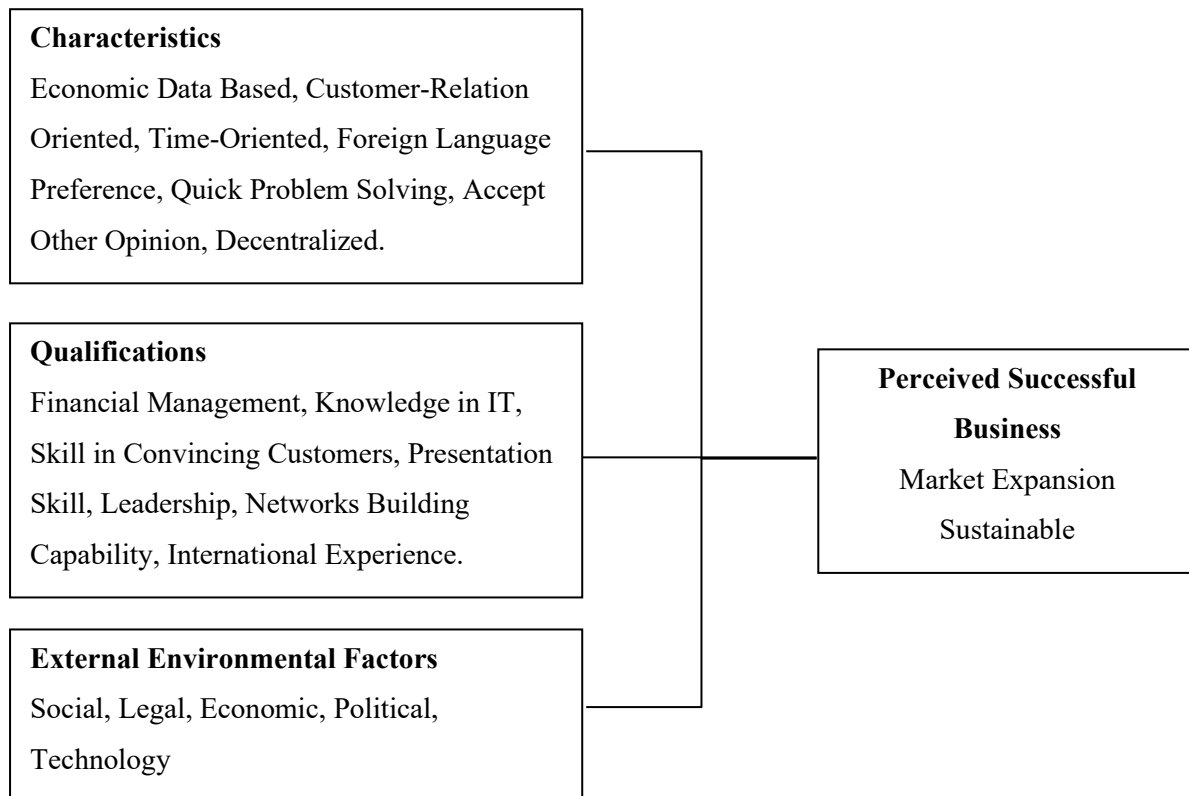 Characteristics
Economic Data Based, Customer-Relation
Oriented, Time-Oriented, Foreign Language
Preference, Quick Problem Solving, Accept
Other Opinion, Decentralized.
Qualifications
Financial Management, Knowledge in IT,
Skill in Convincing Customers, Presentation
Skill, Leadership, Networks Building
Capability, International Experience.
External Environmental Factors
Social, Legal, Economic, Political,
Technology
Perceived Successful
Business
Market Expansion
Sustainable